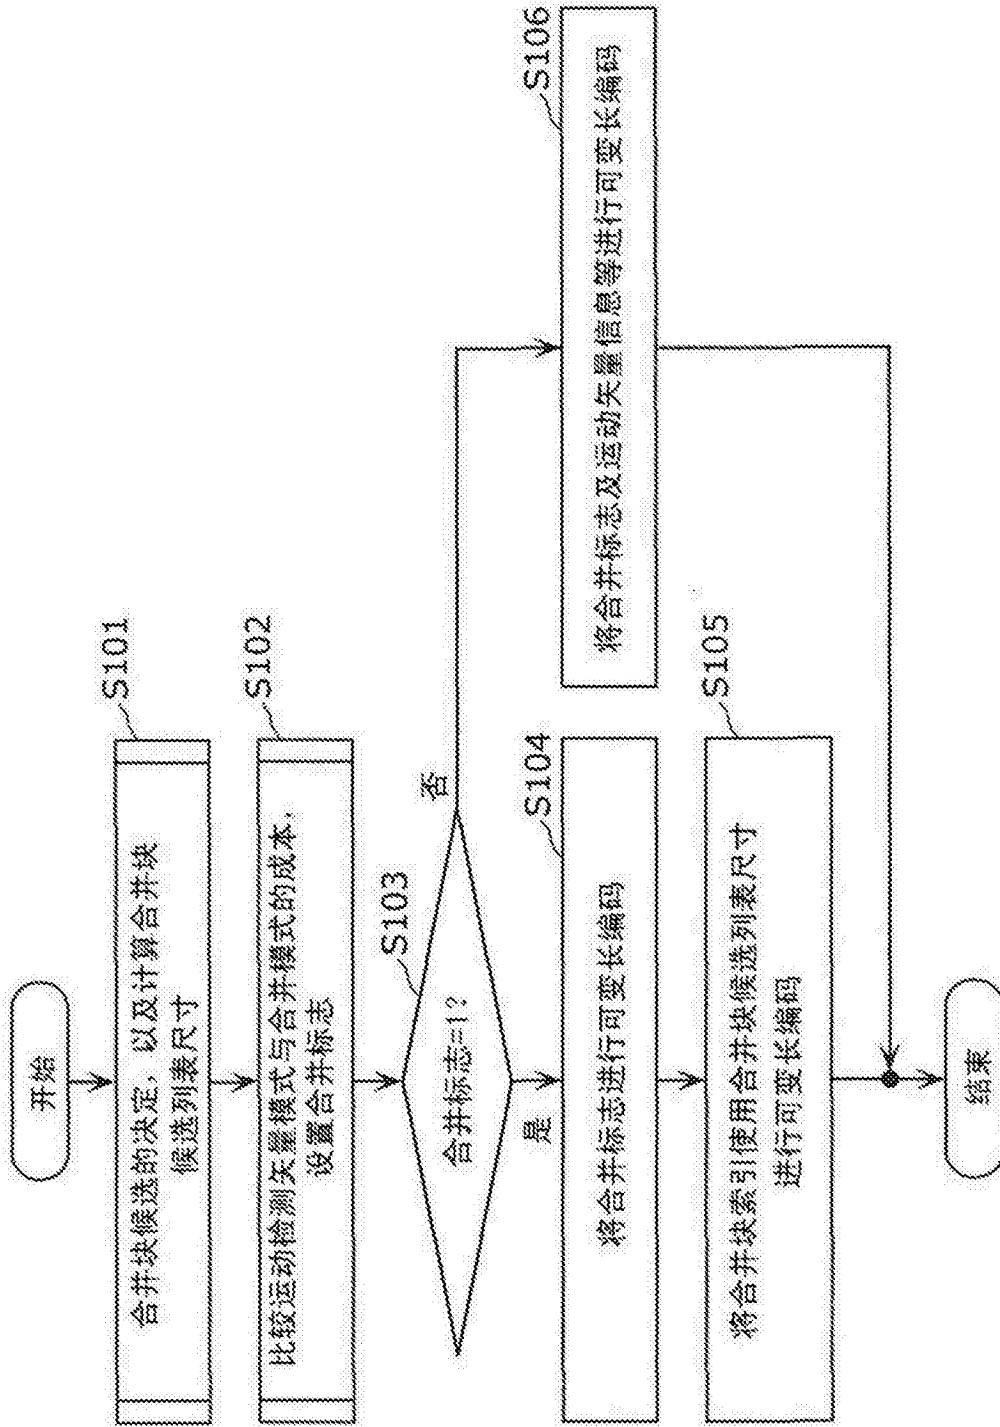 开始
S101
合并块候选的决定，以及计算合并块
候选列表尺寸
S102
比较运动检测矢量模式与合并模式的成本，
设置合并标志
S103
合并标志=1?
否
是
S104
将合并标志进行可变长编码
S105
将合并块索引使用合并块候选列表尺寸
进行可变长编码
S106
将合并标志及运动矢量信息等进行可变长编码
结束